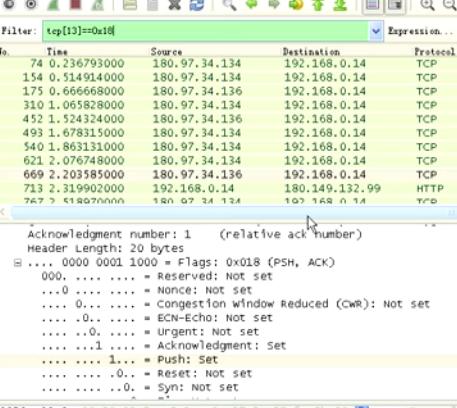 Filter: tcp[13]==0x18 Expression...
No. Time Source Destination Protocol
74 0.236793000 180.97.34.134 192.168.0.14 TCP
154 0.514914000 180.97.34.134 192.168.0.14 TCP
175 0.666668000 180.97.34.136 192.168.0.14 TCP
310 1.065828000 180.97.34.134 192.168.0.14 TCP
452 1.524324000 180.97.34.136 192.168.0.14 TCP
493 1.678315000 180.97.34.134 192.168.0.14 TCP
540 1.863131000 180.97.34.134 192.168.0.14 TCP
621 2.076748000 180.97.34.134 192.168.0.14 TCP
669 2.203585000 180.97.34.136 192.168.0.14 TCP
713 2.319902000 192.168.0.14 180.149.132.99 HTTP
767 2.518970000 180.97.34.134 192.168.0.14 TCP
Acknowledgment number: 1 (relative ack number)
Header Length: 20 bytes
.... 0000 0001 1000 = Flags: 0x018 (PSH, ACK)
000. .... .... = Reserved: Not set
...0 .... .... = Nonce: Not set
.... 0... .... = Congestion Window Reduced (CWR): Not set
.... .0.. .... = ECN-Echo: Not set
.... ..0. .... = Urgent: Not set
.... ...1 .... = Acknowledgment: Set
.... .... 1... = Push: Set
.... .... .0.. = Reset: Not set
.... .... ..0. = Syn: Not set